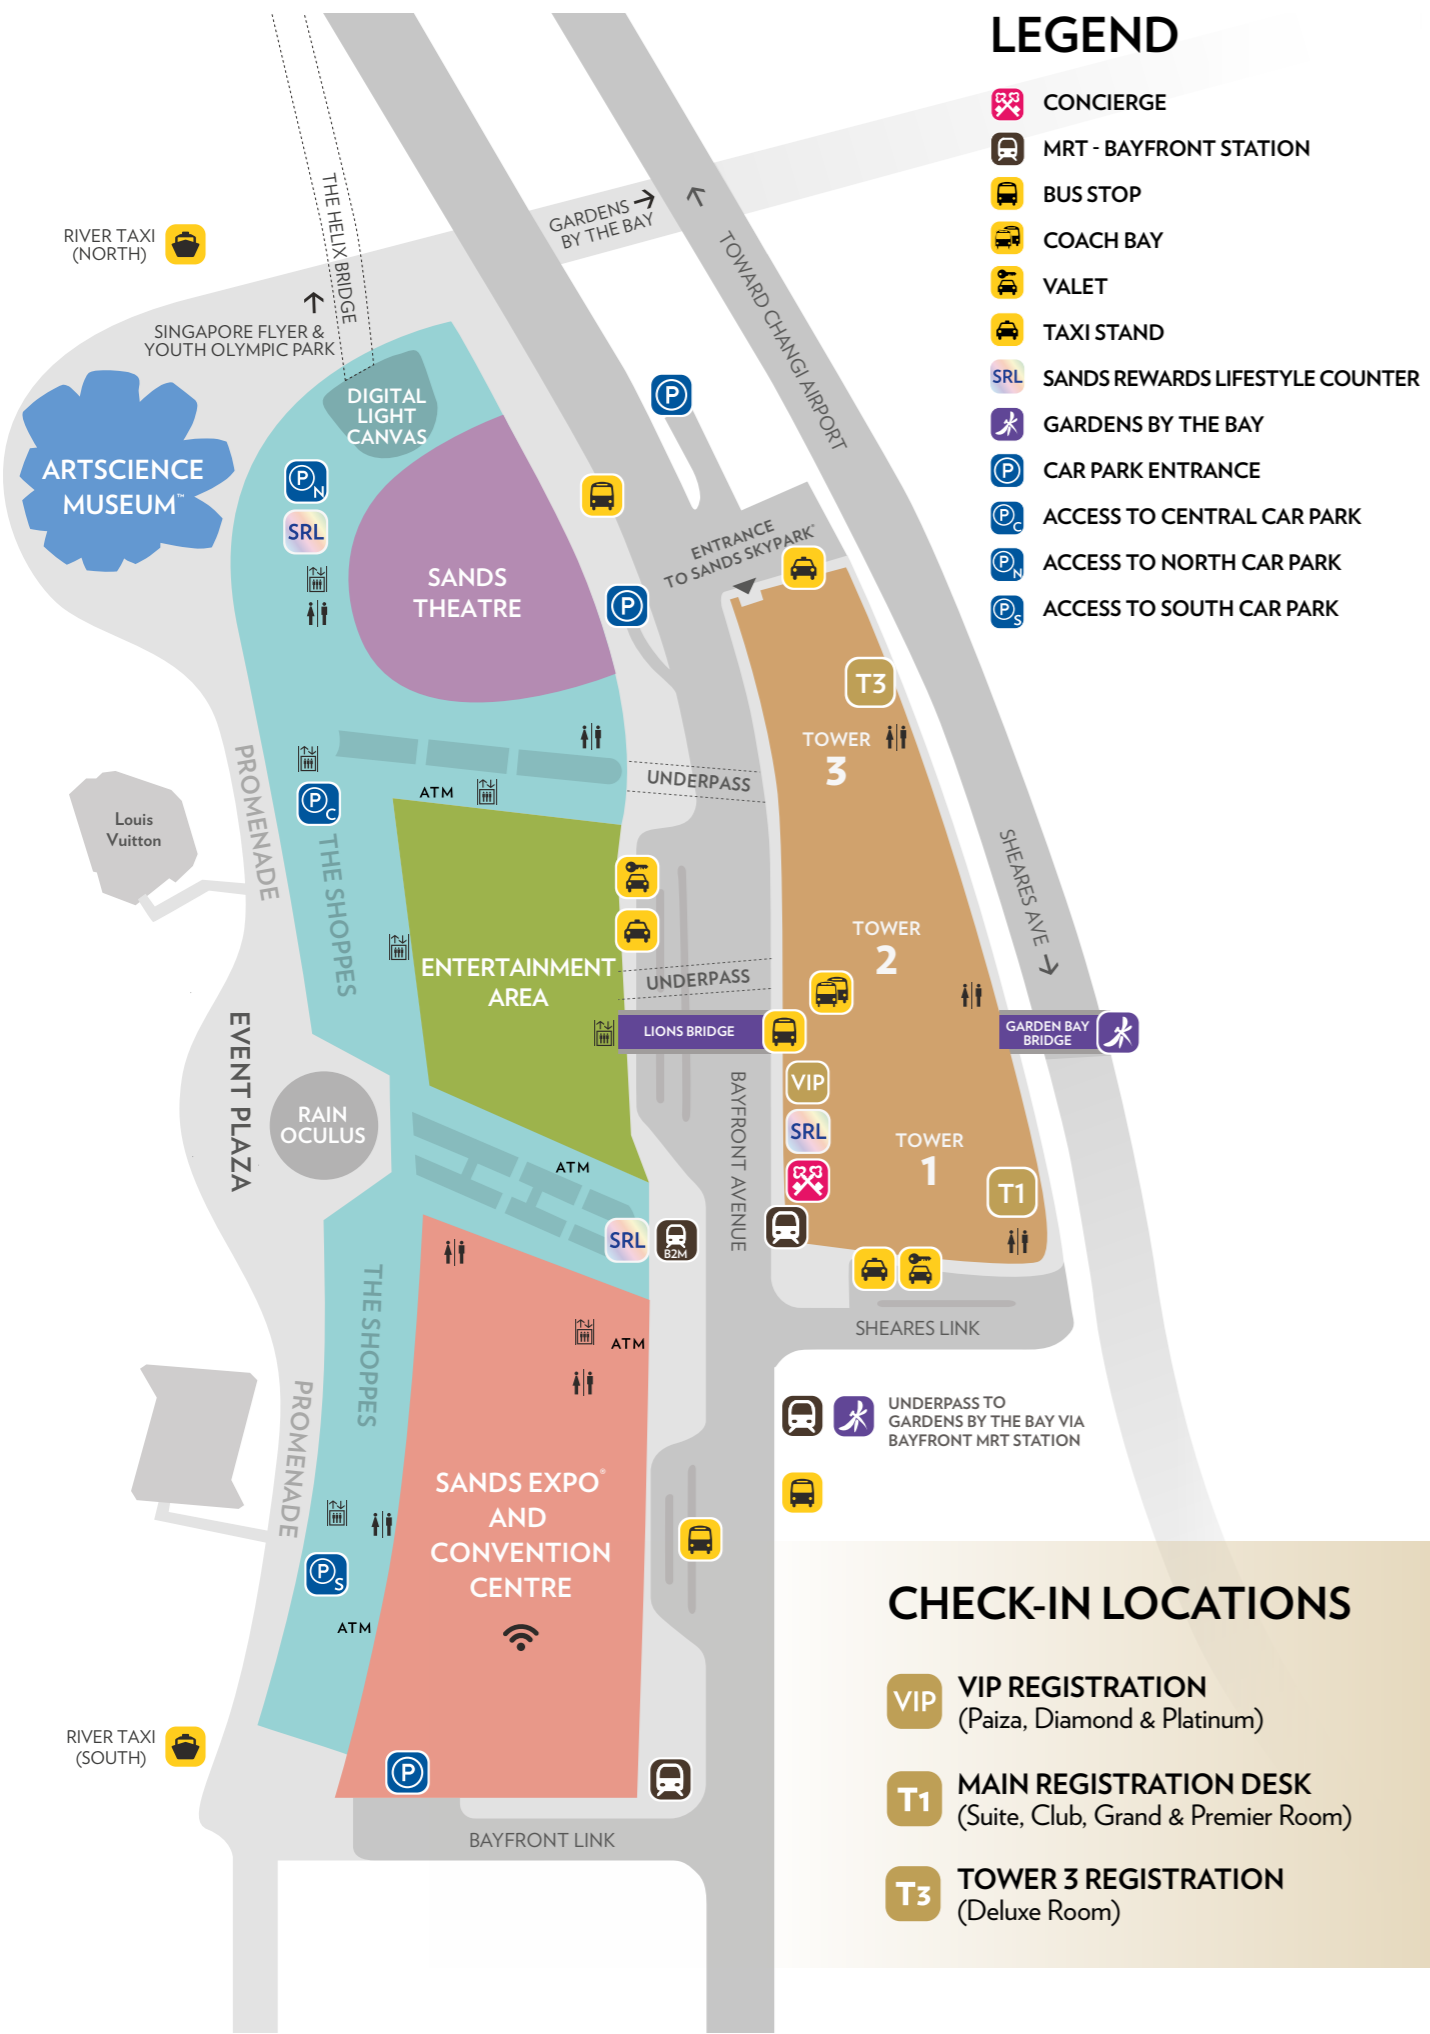 LEGEND
CONCIERGE
MRT - BAYFRONT STATION
BUS STOP
COACH BAY
VALET
TAXI STAND
SRL
SANDS REWARDS LIFESTYLE COUNTER
GARDENS BY THE BAY
P
CAR PARK ENTRANCE
PC
ACCESS TO CENTRAL CAR PARK
PN
ACCESS TO NORTH CAR PARK
PS
ACCESS TO SOUTH CAR PARK
THE HELIX BRIDGE
RIVER TAXI
(NORTH)
GARDENS
BY THE BAY
TOWARD CHANGI AIRPORT
SINGAPORE FLYER &
YOUTH OLYMPIC PARK
DIGITAL
LIGHT
CANVAS
P
ARTSCIENCE
MUSEUM™
PN
SRL
SANDS
THEATRE
P
ENTRANCE
TO SANDS SKYPARK®
T3
TOWER
3
PROMENADE
UNDERPASS
ATM
PC
Louis
Vuitton
THE SHOPPES
SHEARES AVE
TOWER
2
ENTERTAINMENT
AREA
UNDERPASS
LIONS BRIDGE
GARDEN BAY
BRIDGE
EVENT PLAZA
RAIN
OCULUS
BAYFRONT AVENUE
VIP
SRL
TOWER
1
T1
ATM
SRL
B2M
THE SHOPPES
ATM
SHEARES LINK
PROMENADE
UNDERPASS TO
GARDENS BY THE BAY VIA
BAYFRONT MRT STATION
SANDS EXPO®
AND
CONVENTION
CENTRE
PS
ATM
RIVER TAXI
(SOUTH)
P
BAYFRONT LINK
CHECK-IN LOCATIONS
VIP
VIP REGISTRATION
(Paiza, Diamond & Platinum)
T1
MAIN REGISTRATION DESK
(Suite, Club, Grand & Premier Room)
T3
TOWER 3 REGISTRATION
(Deluxe Room)